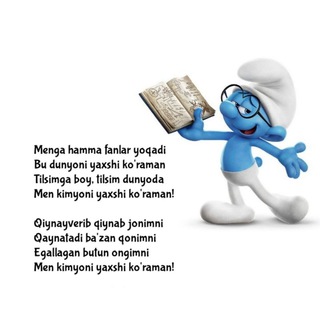 Menga hamma fanlar yoqadi
Bu dunyoni yaxshi ko'raman
Tilsimga boy, tilsim dunyoda
Men kimyoni yaxshi ko'raman!

Qiynayverib qiynab jonimni
Qaynatadi ba'zan qonimni
Egallagan butun ongimni
Men kimyoni yaxshi ko'raman!